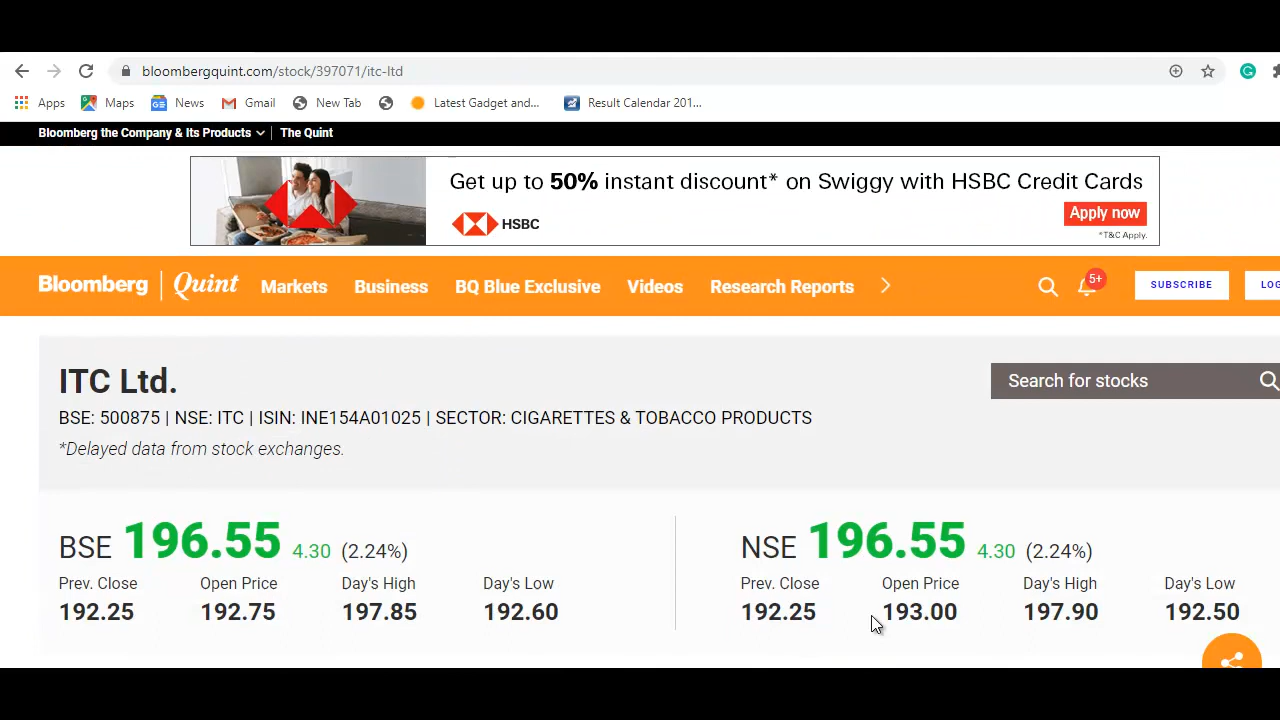 bloombergquint.com/stock/397071/itc-ltd
Apps Maps News Gmail New Tab Latest Gadget and... Result Calendar 201...
Bloomberg the Company & Its Products | The Quint
Get up to 50% instant discount* on Swiggy with HSBC Credit Cards
HSBC
Apply now
*T&C Apply.
Bloomberg | Quint Markets Business BQ Blue Exclusive Videos Research Reports 5+ SUBSCRIBE LOG
ITC Ltd.
Search for stocks
BSE: 500875 | NSE: ITC | ISIN: INE154A01025 | SECTOR: CIGARETTES & TOBACCO PRODUCTS
*Delayed data from stock exchanges.
BSE 196.55 4.30 (2.24%)
Prev. Close Open Price Day's High Day's Low
192.25 192.75 197.85 192.60
NSE 196.55 4.30 (2.24%)
Prev. Close Open Price Day's High Day's Low
192.25 193.00 197.90 192.50